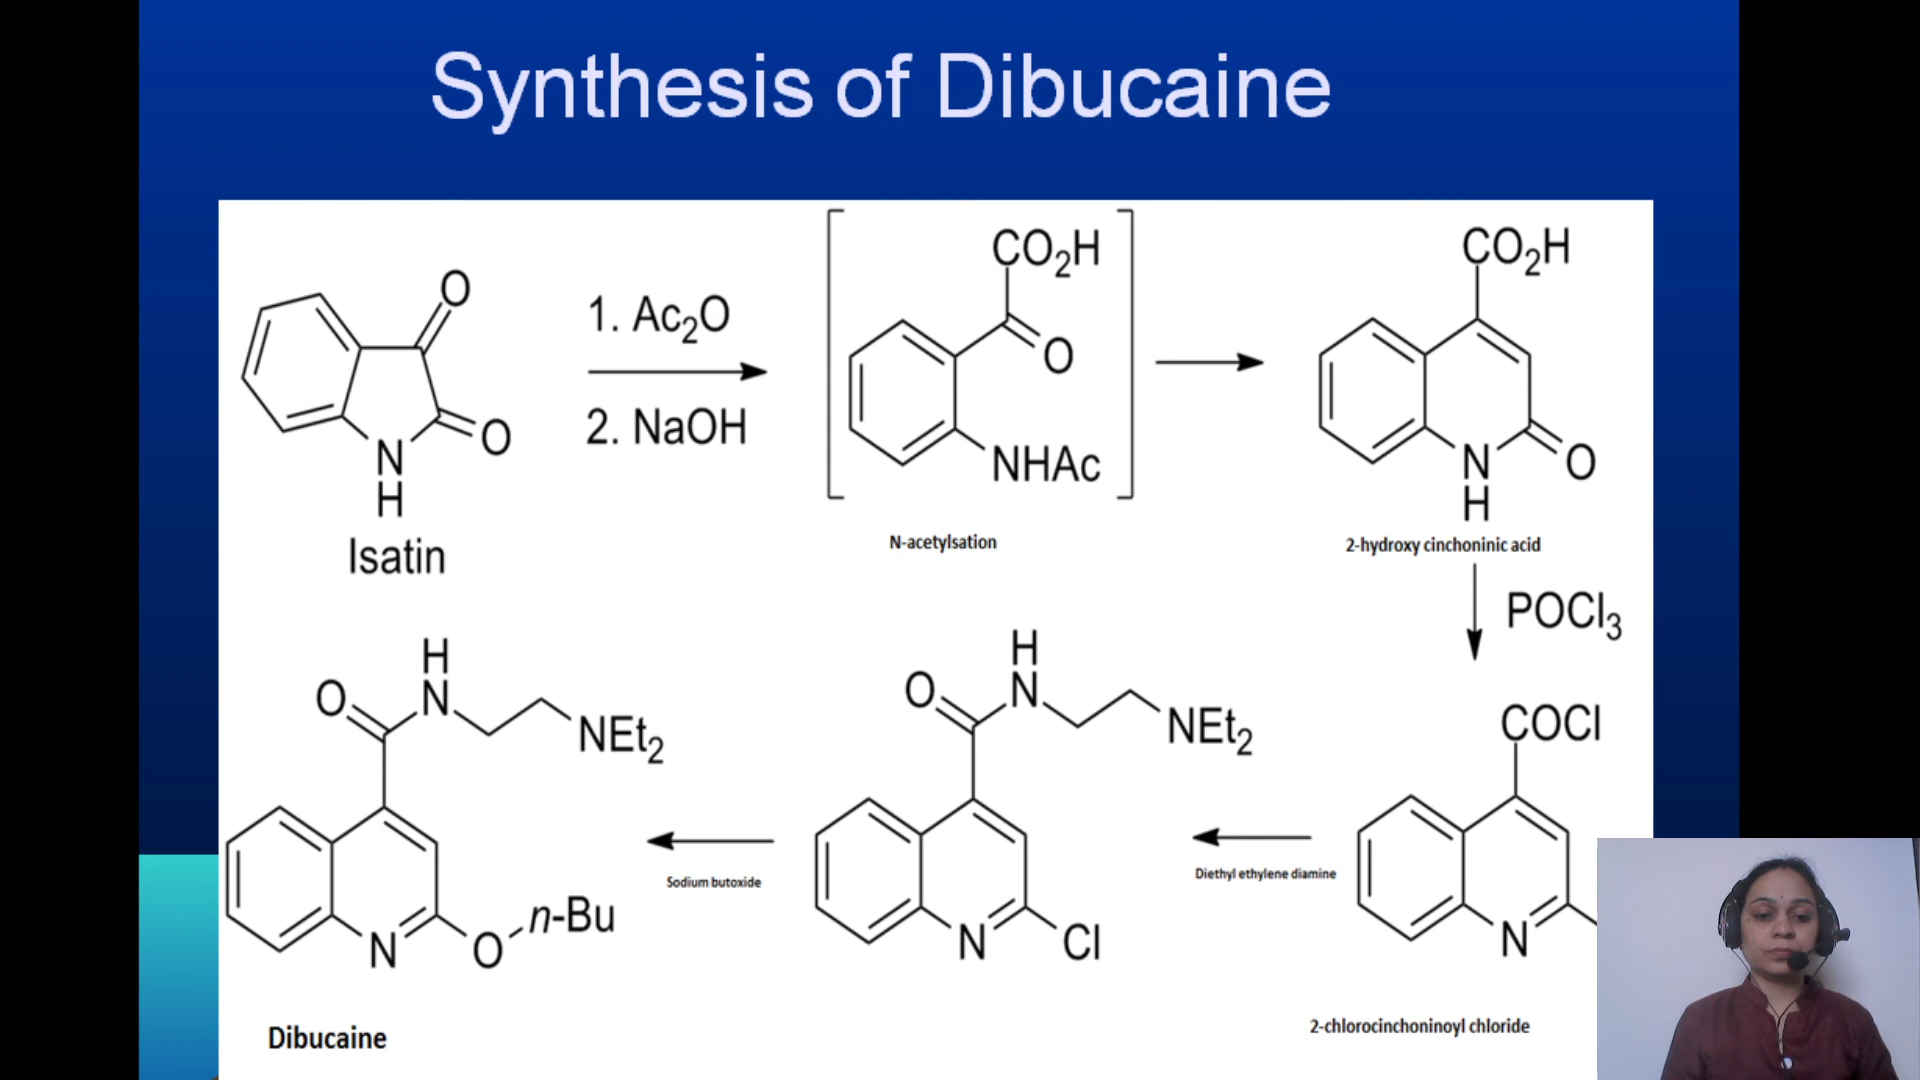 Synthesis of Dibucaine
CO₂H
CO₂H
O
1. Ac₂O
O
O
2. NaOH
N
H
NHAc
N
H
O
Isatin
N-acetylsation
2-hydroxy cinchoninic acid
POCl₃
H
N
O
NEt₂
H
N
O
NEt₂
COCl
Sodium butoxide
Diethyl ethylene diamine
N
O
n-Bu
N
Cl
N
Dibucaine
2-chlorocinchoninoyl chloride